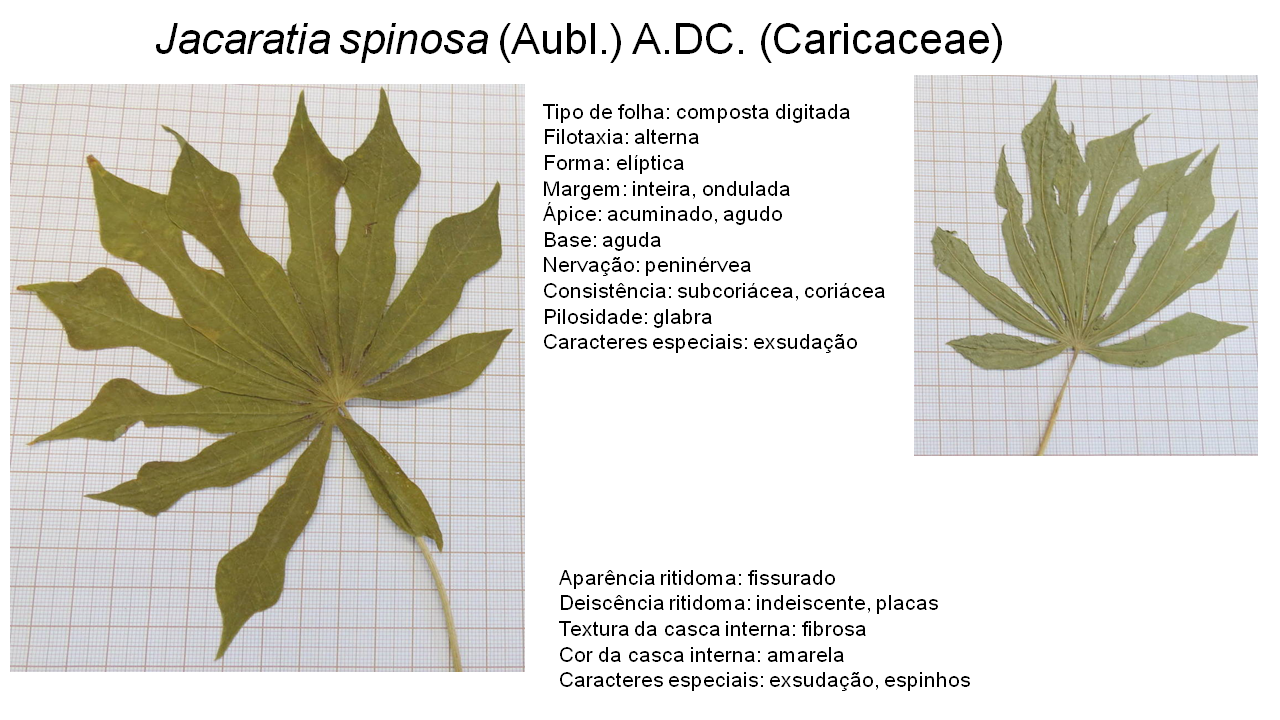 Jacaratia spinosa (Aubl.) A.DC. (Caricaceae)
Tipo de folha: composta digitada
Filotaxia: alterna
Forma: elíptica
Margem: inteira, ondulada
Ápice: acuminado, agudo
Base: aguda
Nervação: peninérvea
Consistência: subcoriácea, coriácea
Pilosidade: glabra
Caracteres especiais: exsudação
Aparência ritidoma: fissurado
Deiscência ritidoma: indeiscente, placas
Textura da casca interna: fibrosa
Cor da casca interna: amarela
Caracteres especiais: exsudação, espinhos